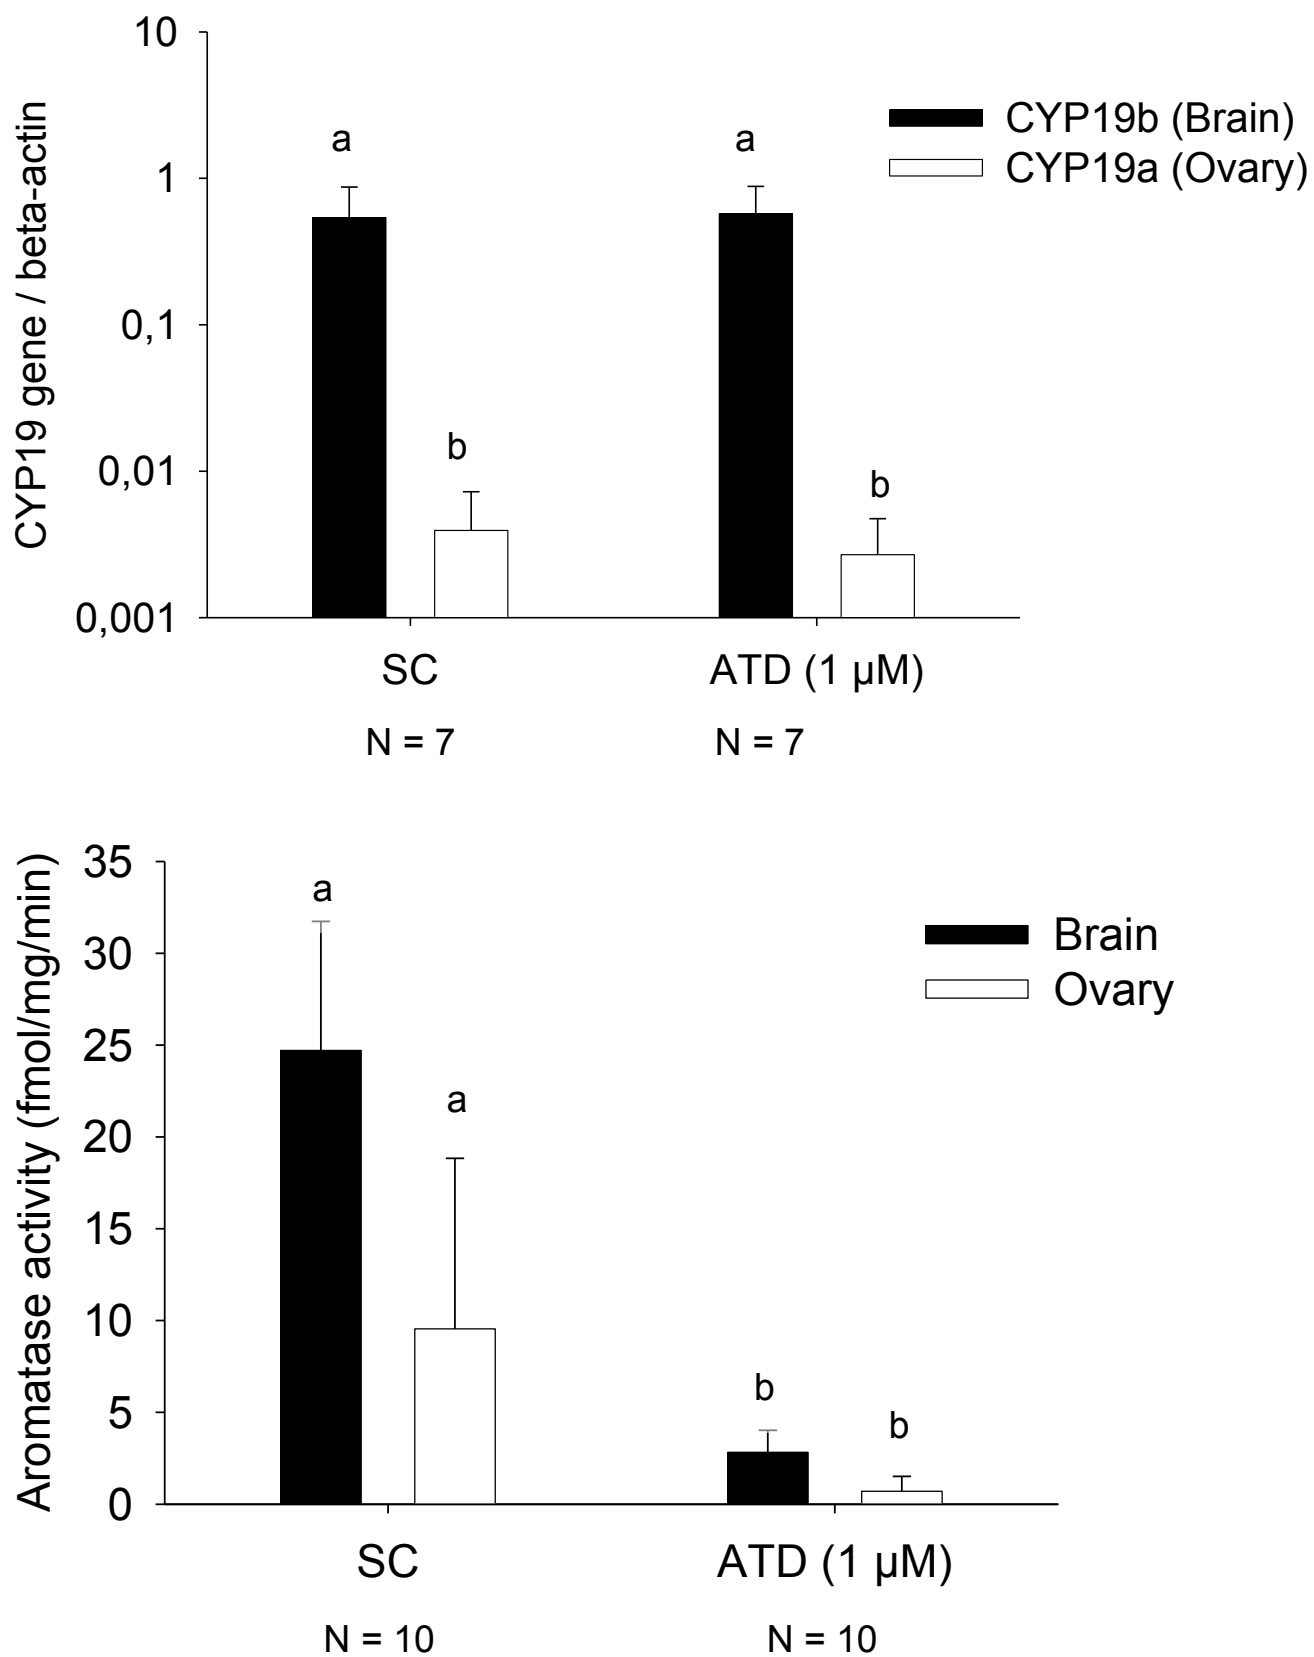 CYP19 gene / beta-actin
10
1
0,1
0,01
0,001
a
b
a
b
CYP19b (Brain)
CYP19a (Ovary)
SC
ATD (1 µM)
N = 7
N = 7
Aromatase activity (fmol/mg/min)
35
30
25
20
15
10
5
0
a
a
b
b
Brain
Ovary
SC
ATD (1 µM)
N = 10
N = 10